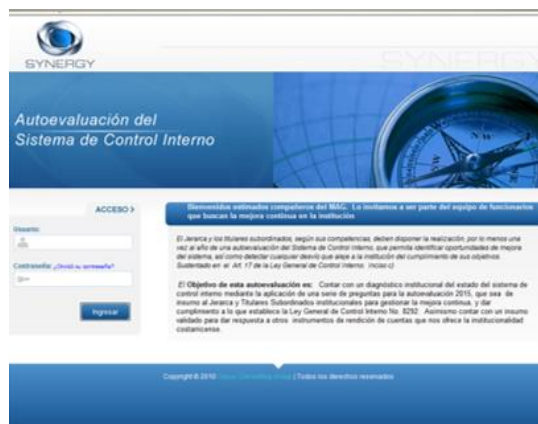 SYNERGY
SYNERGY
Autoevaluación del
Sistema de Control Interno
ACCESO >
Bienvenidos estimados compañeros del MAG. Lo invitamos a ser parte del equipo de funcionarios
que buscan la mejora continua en la institución
Usuario:
Contraseña: ¿Olvidó su contraseña?
Ingresar
El Jerarca y los titulares subordinados, según sus competencias, deben disponer la realización, por lo menos una
vez al año de una autoevaluación del Sistema de Control Interno, que permita identificar oportunidades de mejora
del sistema, así como detectar cualquier desvío que aleje a la institución del cumplimiento de sus objetivos.
Sustentado en el Art. 17 de la Ley General de Control Interno. Inciso c)
El Objetivo de esta autoevaluación es: Contar con un diagnóstico institucional del estado del sistema de
control interno mediante la aplicación de una serie de preguntas para la autoevaluación 2015, que sea de
insumo al Jerarca y Titulares Subordinados institucionales para gestionar la mejora continua, y dar
cumplimiento a lo que establece la Ley General de Control Interno No. 8292. Asimismo contar con un insumo
validado para dar respuesta a otros instrumentos de rendición de cuentas que nos ofrece la institucionalidad
costarricense.
Copyright © 2010 | Todos los derechos reservados